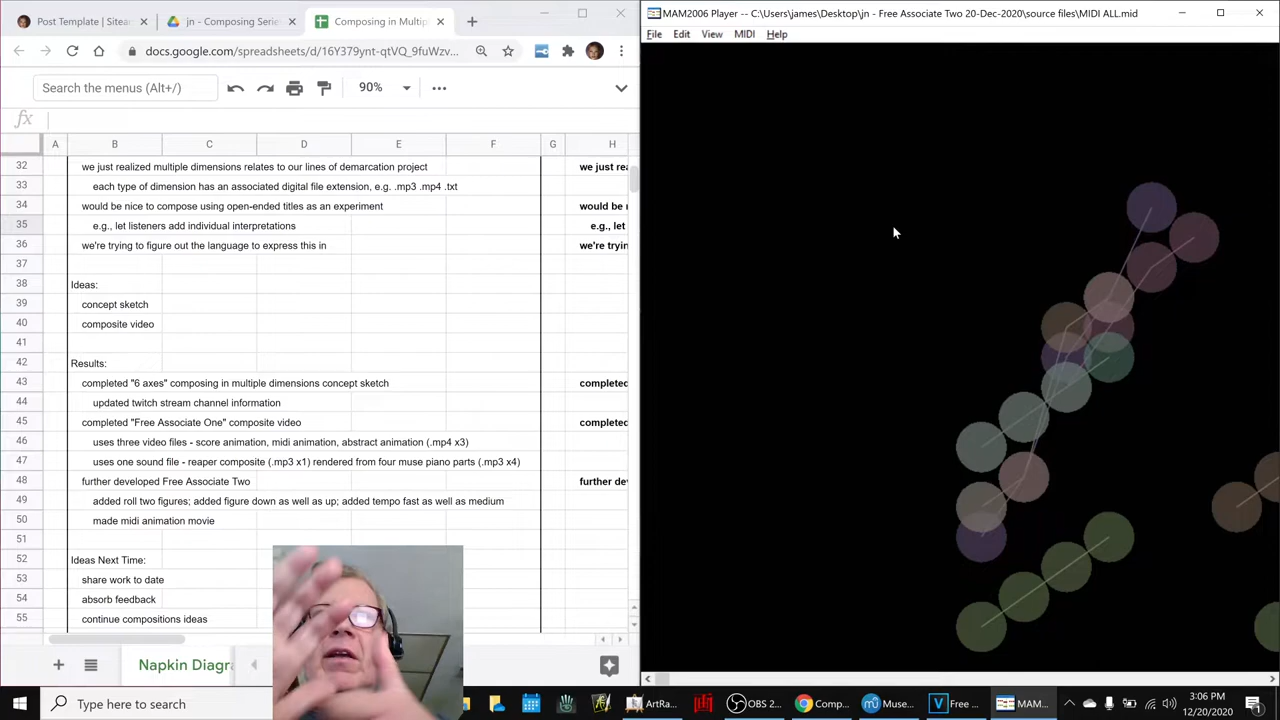 Post Template | Siteam
jn - Composing Serie
Composing in Multip
docs.google.com/spreadsheets/d/16Y379ynt-qtVQ_9fuWzv...
Search the menus (Alt+/)
90%
fx
A B C D E F G H
32 we just realized multiple dimensions relates to our lines of demarcation project we just rea
33 each type of dimension has an associated digital file extension, e.g. .mp3 .mp4 .txt
34 would be nice to compose using open-ended titles as an experiment would be n
35 e.g., let listeners add individual interpretations e.g., let
36 we're trying to figure out the language to express this in we're tryin
37
38 Ideas:
39 concept sketch
40 composite video
41
42 Results:
43 completed "6 axes" composing in multiple dimensions concept sketch completed
44 updated twitch stream channel information
45 completed "Free Associate One" composite video completed
46 uses three video files - score animation, midi animation, abstract animation (.mp4 x3)
47 uses one sound file - reaper composite (.mp3 x1) rendered from four muse piano parts (.mp3 x4)
48 further developed Free Associate Two further dev
49 added roll two figures; added figure down as well as up; added tempo fast as well as medium
50 made midi animation movie
51
52 Ideas Next Time:
53 share work to date
54 absorb feedback
55 continue compositions ideas
Napkin Diagra
MAM2006 Player -- C:\Users\james\Desktop\jn - Free Associate Two 20-Dec-2020\source files\MIDI ALL.mid
File Edit View MIDI Help
Type here to search
ArtRa...
OBS 2...
Comp...
Muse...
Free ...
MAM...
3:06 PM
12/20/2020